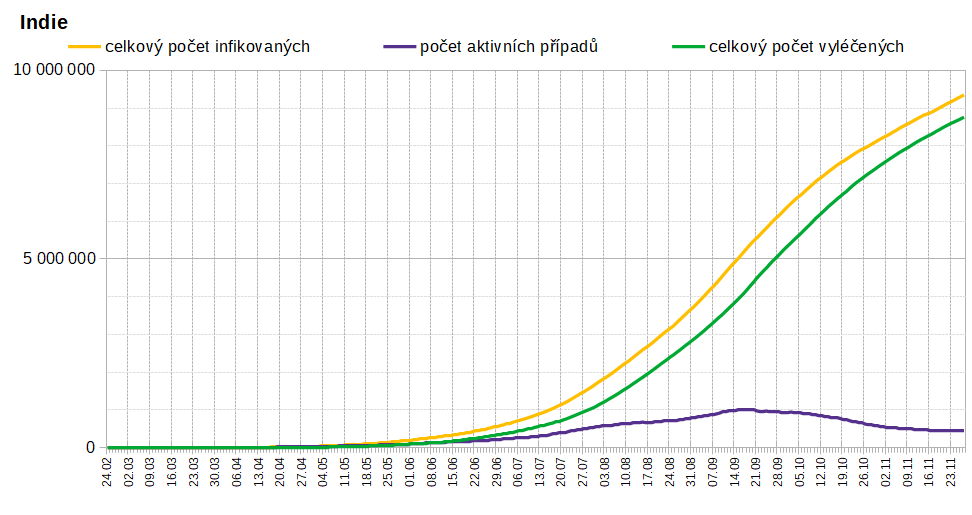 Indie
celkový počet infikovaných počet aktivních případů celkový počet vyléčených
10 000 000
5 000 000
0
24.02 02.03 09.03 16.03 23.03 30.03 06.04 13.04 20.04 27.04 04.05 11.05 18.05 25.05 01.06 08.06 15.06 22.06 29.06 06.07 13.07 20.07 27.07 03.08 10.08 17.08 24.08 31.08 07.09 14.09 21.09 28.09 05.10 12.10 19.10 26.10 02.11 09.11 16.11 23.11